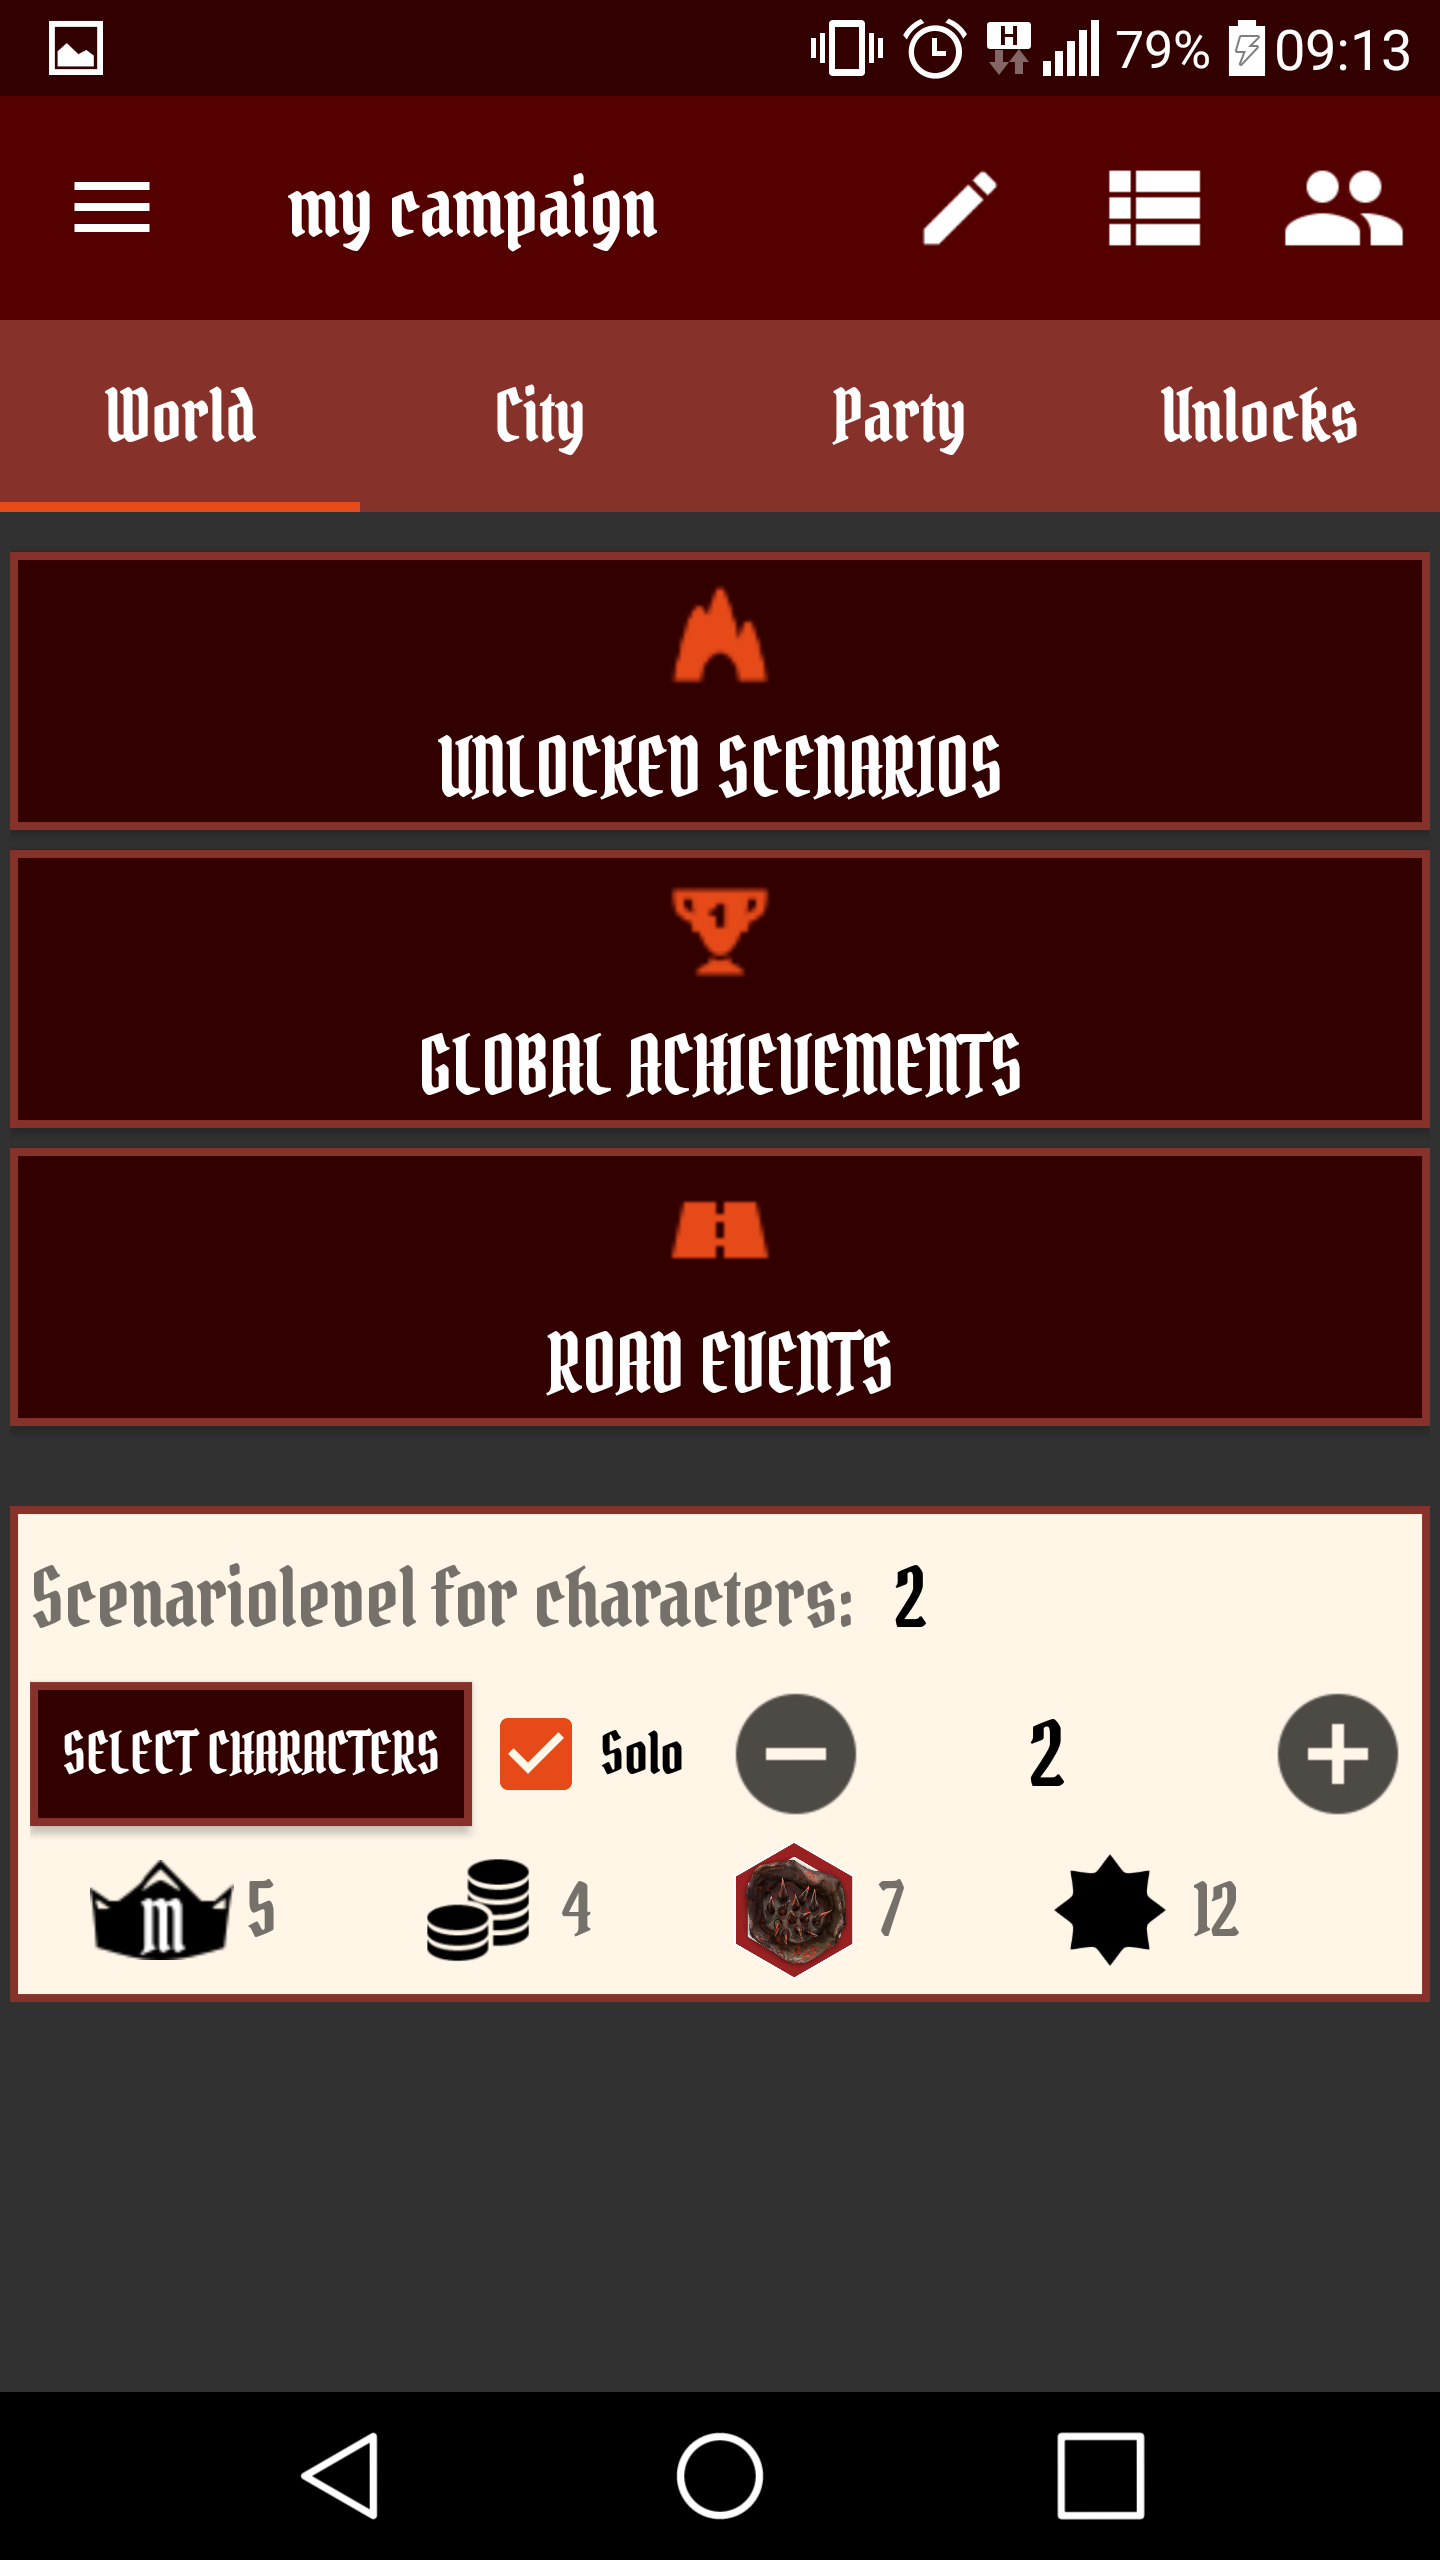 H 79% 09:13
my campaign
World City Party Unlocks
UNLOCKED SCENARIOS
1
GLOBAL ACHIEVEMENTS
ROAD EVENTS
Scenariolevel for characters: 2
SELECT CHARACTERS Solo 2
m 5 4 7 12